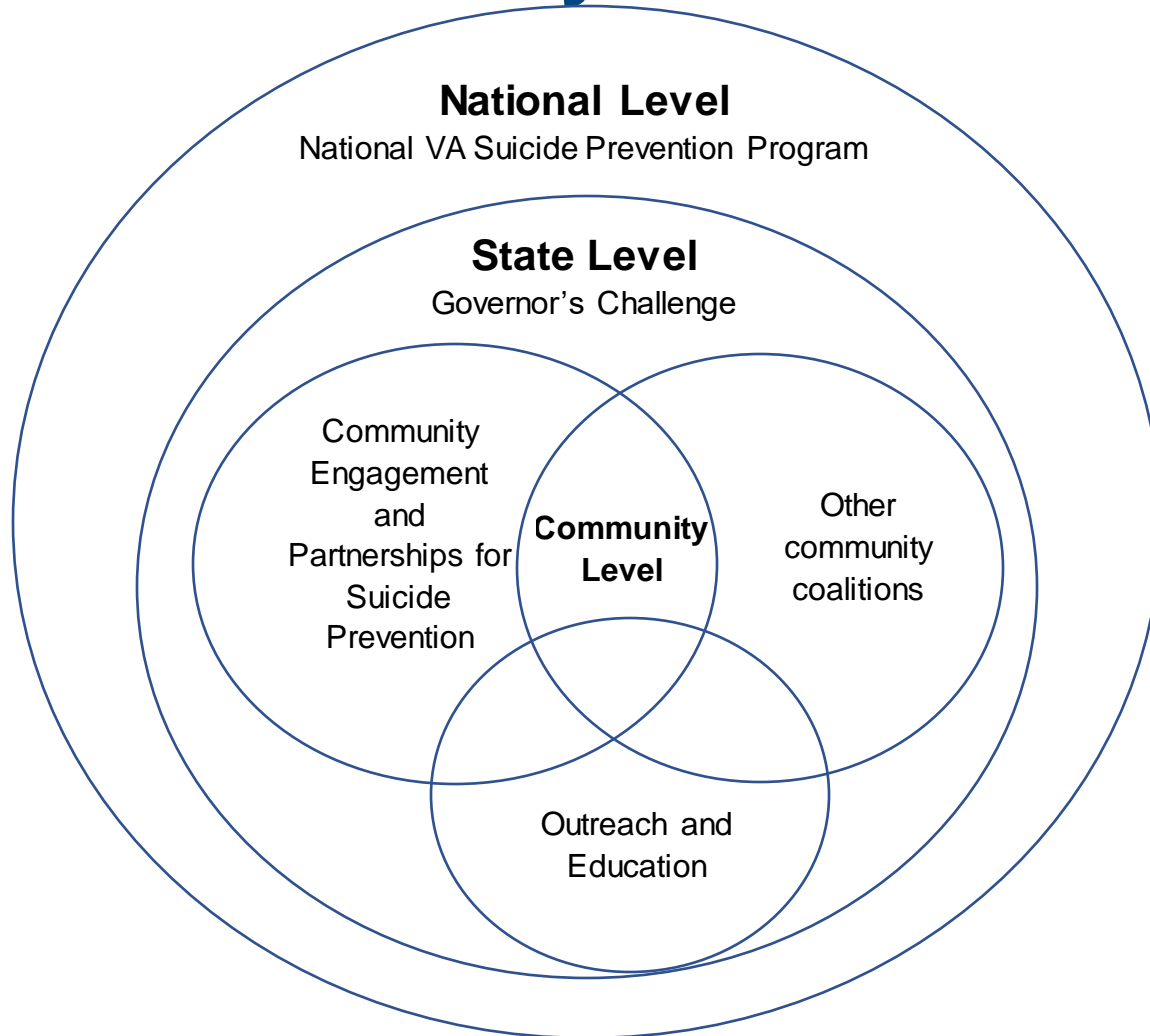 National Level
National VA Suicide Prevention Program
State Level
Governor's Challenge
Community
Engagement
and
Partnerships for
Suicide
Prevention
Community
Level
Other
community
coalitions
Outreach and
Education